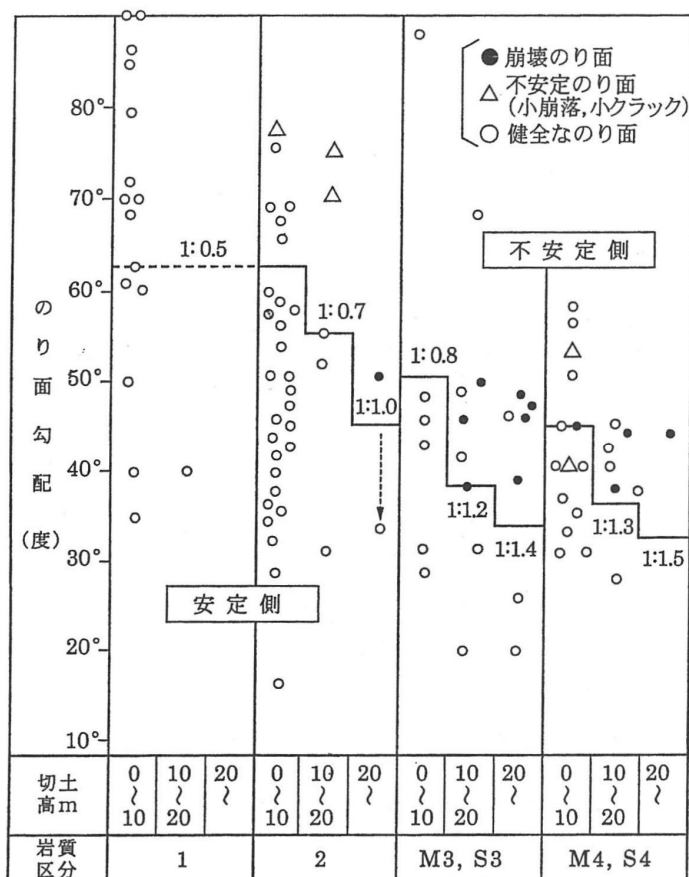 ● 崩壊のり面
△ 不安定のり面
(小崩落,小クラック)
○ 健全なのり面
80°
70°
60°
50°
40°
30°
20°
10°
のり面勾配
(度)
不安定側
安定側
1:0.5
1:0.7
1:1.0
1:0.8
1:1.2
1:1.4
1:1.3
1:1.5
切土
高m
0~10
10~20
20~
0~10
10~20
20~
0~10
10~20
20~
0~10
10~20
20~
岩質
区分
1
2
M3, S3
M4, S4